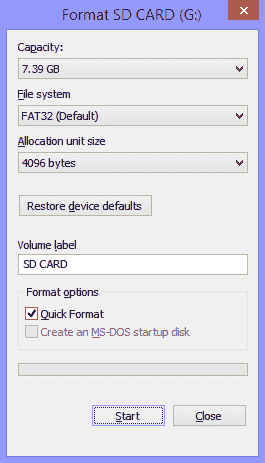 Format SD CARD (G:)
Capacity:
7.39 GB
File system
FAT32 (Default)
Allocation unit size
4096 bytes
Restore device defaults
Volume label
SD CARD
Format options
Quick Format
Create an MS-DOS startup disk
Start
Close